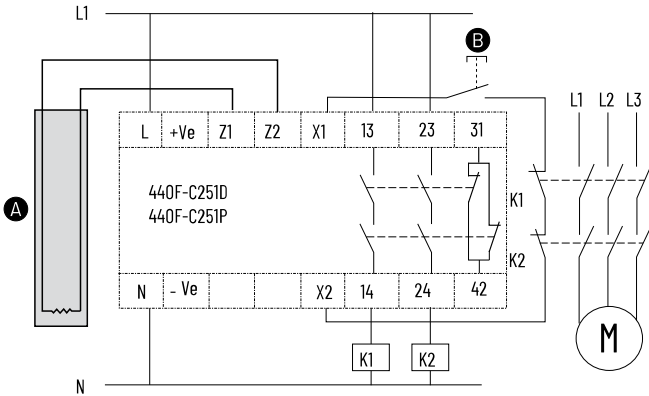 L1
B
L1 L2 L3
L +Ve Z1 Z2 X1 13 23 31
A
440F-C251D
440F-C251P
K1
K2
N - Ve X2 14 24 42
K1 K2
M
N